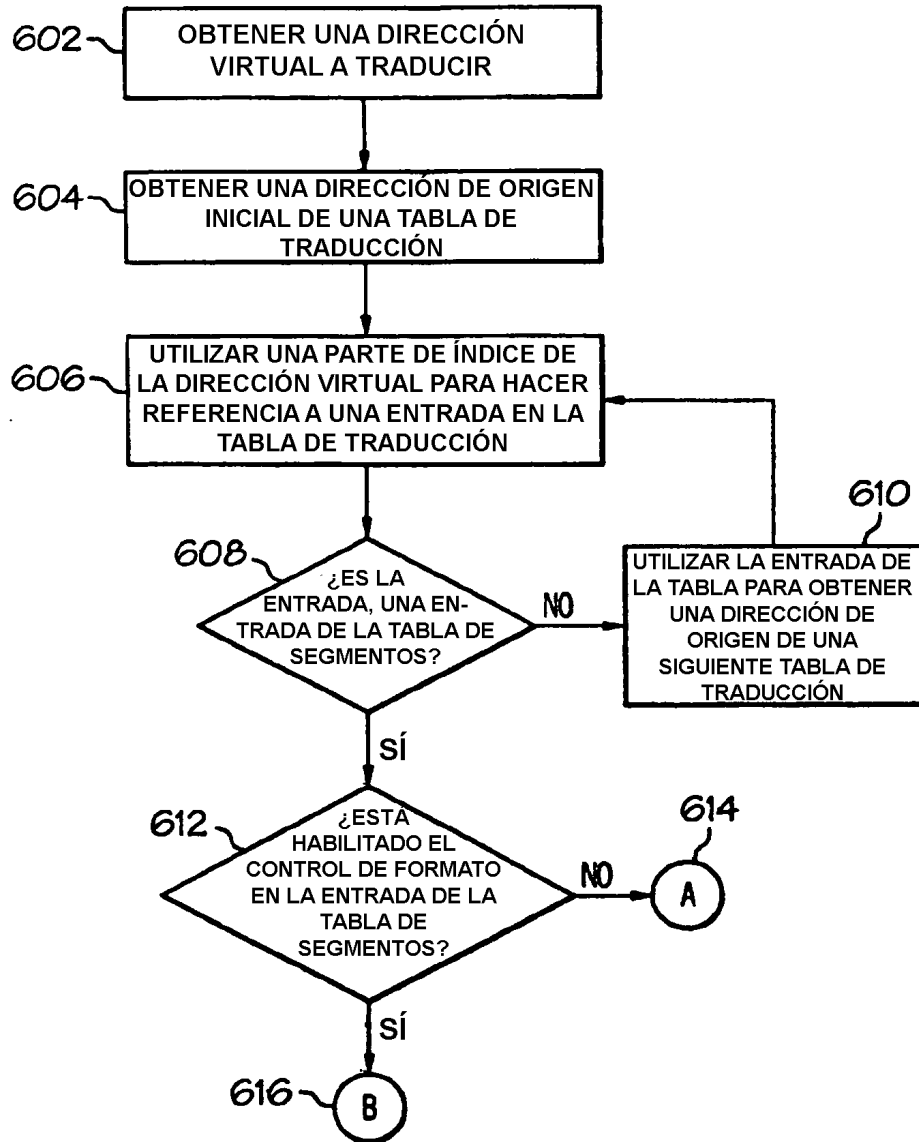 602
OBTENER UNA DIRECCIÓN
VIRTUAL A TRADUCIR
604
OBTENER UNA DIRECCIÓN DE ORIGEN
INICIAL DE UNA TABLA DE
TRADUCCIÓN
606
UTILIZAR UNA PARTE DE ÍNDICE DE
LA DIRECCIÓN VIRTUAL PARA HACER
REFERENCIA A UNA ENTRADA EN LA
TABLA DE TRADUCCIÓN
608
¿ES LA
ENTRADA, UNA EN-
TRADA DE LA TABLA DE
SEGMENTOS?
NO
610
UTILIZAR LA ENTRADA DE
LA TABLA PARA OBTENER
UNA DIRECCIÓN DE
ORIGEN DE UNA
SIGUIENTE TABLA DE
TRADUCCIÓN
SÍ
612
¿ESTÁ
HABILITADO EL
CONTROL DE FORMATO
EN LA ENTRADA DE LA
TABLA DE
SEGMENTOS?
NO
614
A
SÍ
616
B